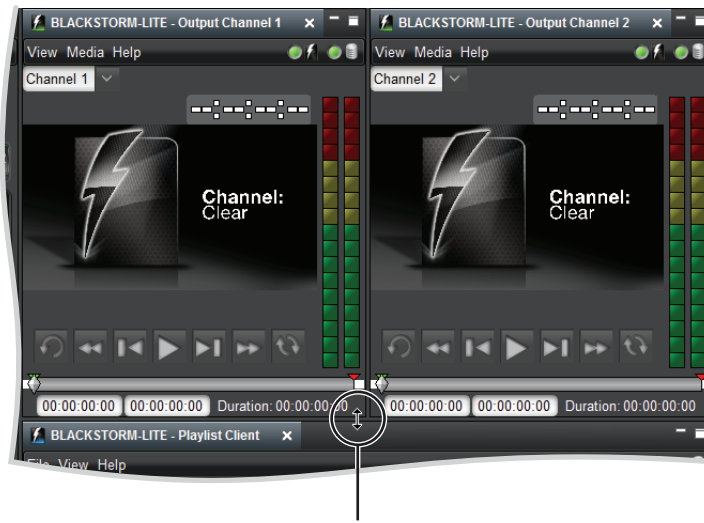 BLACKSTORM-LITE - Output Channel 1
View Media Help
Channel 1
--:--:--:--
Channel:
Clear
00:00:00:00 00:00:00:00 Duration: 00:00:00:00
BLACKSTORM-LITE - Output Channel 2
View Media Help
Channel 2
--:--:--:--
Channel:
Clear
00:00:00:00 00:00:00:00 Duration: 00:00:00:00
BLACKSTORM-LITE - Playlist Client
File View Help